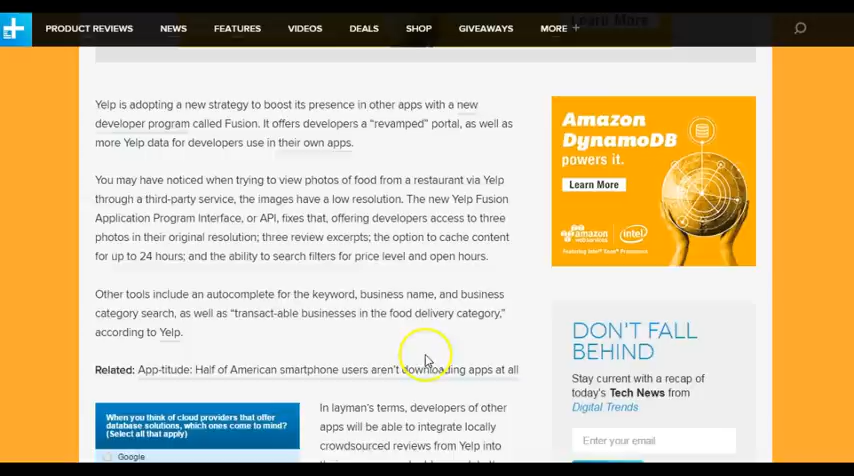 Learn More
PRODUCT REVIEWS NEWS FEATURES VIDEOS DEALS SHOP GIVEAWAYS MORE +
Yelp is adopting a new strategy to boost its presence in other apps with a new
developer program called Fusion. It offers developers a “revamped” portal, as well as
more Yelp data for developers use in their own apps.
You may have noticed when trying to view photos of food from a restaurant via Yelp
through a third-party service, the images have a low resolution. The new Yelp Fusion
Application Program Interface, or API, fixes that, offering developers access to three
photos in their original resolution; three review excerpts; the option to cache content
for up to 24 hours; and the ability to search filters for price level and open hours.
Other tools include an autocomplete for the keyword, business name, and business
category search, as well as “transact-able businesses in the food delivery category,”
according to Yelp.
Related: App-titude: Half of American smartphone users aren’t downloading apps at all
When you think of cloud providers that offer
database solutions, which ones come to mind?
(Select all that apply)
Google
In layman’s terms, developers of other
apps will be able to integrate locally
crowdsourced reviews from Yelp into
Amazon
DynamoDB
powers it.
Learn More
amazon
web services
intel
DON’T FALL
BEHIND
Stay current with a recap of
today’s Tech News from
Digital Trends
Enter your email